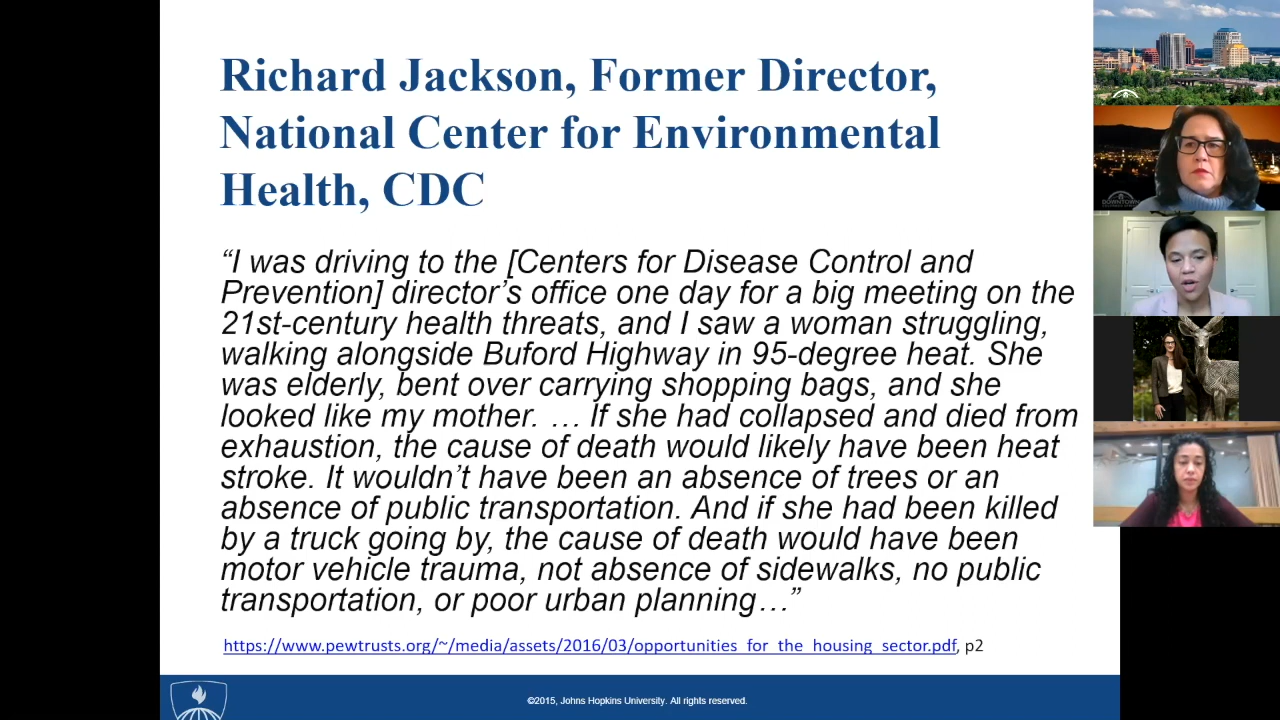 Richard Jackson, Former Director,
National Center for Environmental
Health, CDC
“I was driving to the [Centers for Disease Control and
Prevention] director’s office one day for a big meeting on the
21st-century health threats, and I saw a woman struggling,
walking alongside Buford Highway in 95-degree heat. She
was elderly, bent over carrying shopping bags, and she
looked like my mother. … If she had collapsed and died from
exhaustion, the cause of death would likely have been heat
stroke. It wouldn’t have been an absence of trees or an
absence of public transportation. And if she had been killed
by a truck going by, the cause of death would have been
motor vehicle trauma, not absence of sidewalks, no public
transportation, or poor urban planning…”
https://www.pewtrusts.org/~/media/assets/2016/03/opportunities_for_the_housing_sector.pdf, p2
©2015, Johns Hopkins University. All rights reserved.
DOWNTOWN